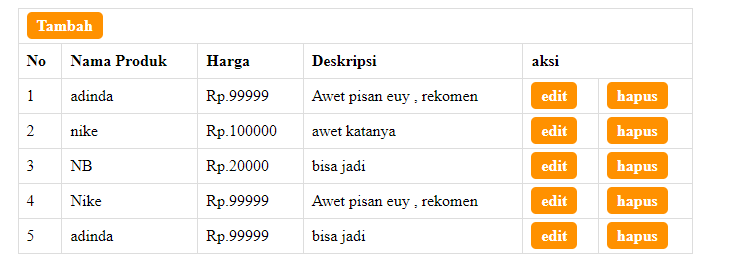 Tambah
No Nama Produk Harga Deskripsi aksi
1 adinda Rp.99999 Awet pisan euy , rekomen edit hapus
2 nike Rp.100000 awet katanya edit hapus
3 NB Rp.20000 bisa jadi edit hapus
4 Nike Rp.99999 Awet pisan euy , rekomen edit hapus
5 adinda Rp.99999 bisa jadi edit hapus